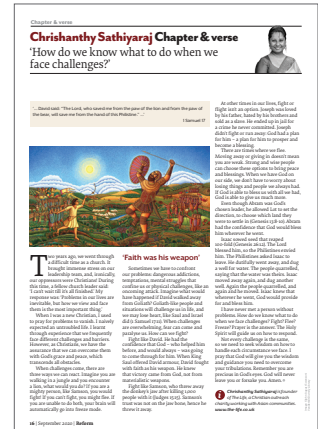 Chapter & verse
Chrishanthy Sathiyaraj Chapter & verse
‘How do we know what to do when we
face challenges?’
‘... David said: “The Lord, who saved me from the paw of the lion and from the paw of
the bear, will save me from the hand of this Philistine.” ...’
1 Samuel 17
Two years ago, we went through
a difficult time as a church. It
brought immense stress on our
leadership team, and, ironically,
our oppressors were Christians! During
this time, a fellow church leader said:
‘I can’t wait till it’s all finished.’ My
response was: ‘Problems in our lives are
inevitable, but how we view and face
them is the most important thing.’
When I was a new Christian, I used
to pray for problems to vanish. I naively
expected an untroubled life. I learnt
through experience that we frequently
face different challenges and barriers.
However, as Christians, we have the
assurance that we can overcome them
with God’s grace and peace, which
transcends all obstacles.
When challenges come, there are
three ways we can react. Imagine you are
walking in a jungle and you encounter
a lion, what would you do? If you are a
mighty person, like Samson, you would
fight! If you can’t fight, you might flee. If
you are unable to do both, your brain will
automatically go into freeze mode.
‘Faith was his weapon’
Sometimes we have to confront
our problems: dangerous addictions,
temptations, mental struggles that
confine us or physical challenges, like an
oncoming attack. Imagine what would
have happened if David walked away
from Goliath? Goliath-like people and
situations will challenge us in life, and
we may lose heart, like Saul and Israel
did (1 Samuel 17:11). When challenges
are overwhelming, fear can come and
paralyse us. How can we fight?
Fight like David. He had the
confidence that God – who helped him
before, and would always – was going
to come through for him. When King
Saul offered David armour, David fought
with faith as his weapon. He knew
that victory came from God, not from
materialistic weapons.
Fight like Samson, who threw away
the donkey’s jaw after killing 1,000
people with it (Judges 15:15). Samson’s
trust was not on the jaw bone, hence he
threw it away.
At other times in our lives, fight or
flight isn’t an option. Joseph was loved
by his father, hated by his brothers and
sold as a slave. He ended up in jail for
a crime he never committed. Joseph
didn’t fight or run away: God had a plan
for him – a plan for him to prosper and
become a blessing.
There are times where we flee.
Moving away or giving in doesn’t mean
you are weak. Strong and wise people
can choose these options to bring peace
and blessings. When we have God on
our side, we don’t have to worry about
losing things and people we always had.
If God is able to bless us with all we had,
God is able to give us much more.
Even though Abram was God’s
chosen leader, he allowed Lot to set the
direction, to choose which land they
were to settle in (Genesis 13:8-10). Abram
had the confidence that God would bless
him wherever he went.
Isaac sowed seed that reaped
100-fold (Genesis 26:12). The Lord
blessed him, so the Philistines envied
him. The Philistines asked Isaac to
leave. He dutifully went away, and dug
a well for water. The people quarrelled,
saying that the water was theirs. Isaac
moved away again, and dug another
well. Again the people quarrelled, and
again and he moved. Isaac knew that
wherever he went, God would provide
for and bless him.
I have never met a person without
problems. How do we know what to do
when we face challenges? Fight? Flee?
Freeze? Prayer is the answer. The Holy
Spirit will guide us on how to respond.
Not every challenge is the same,
so we need to seek wisdom on how to
handle each circumstance we face. I
pray that God will give you the wisdom
and guidance you need to overcome
your tribulations. Remember you are
precious in God’s eyes: God will never
leave you or forsake you. Amen.
Chrishanthy Sathiyaraj is founder
of The Life, a Christian outreach
charity working with Asian communities,
www.the-life.co.uk
16 | September 2020 | Reform